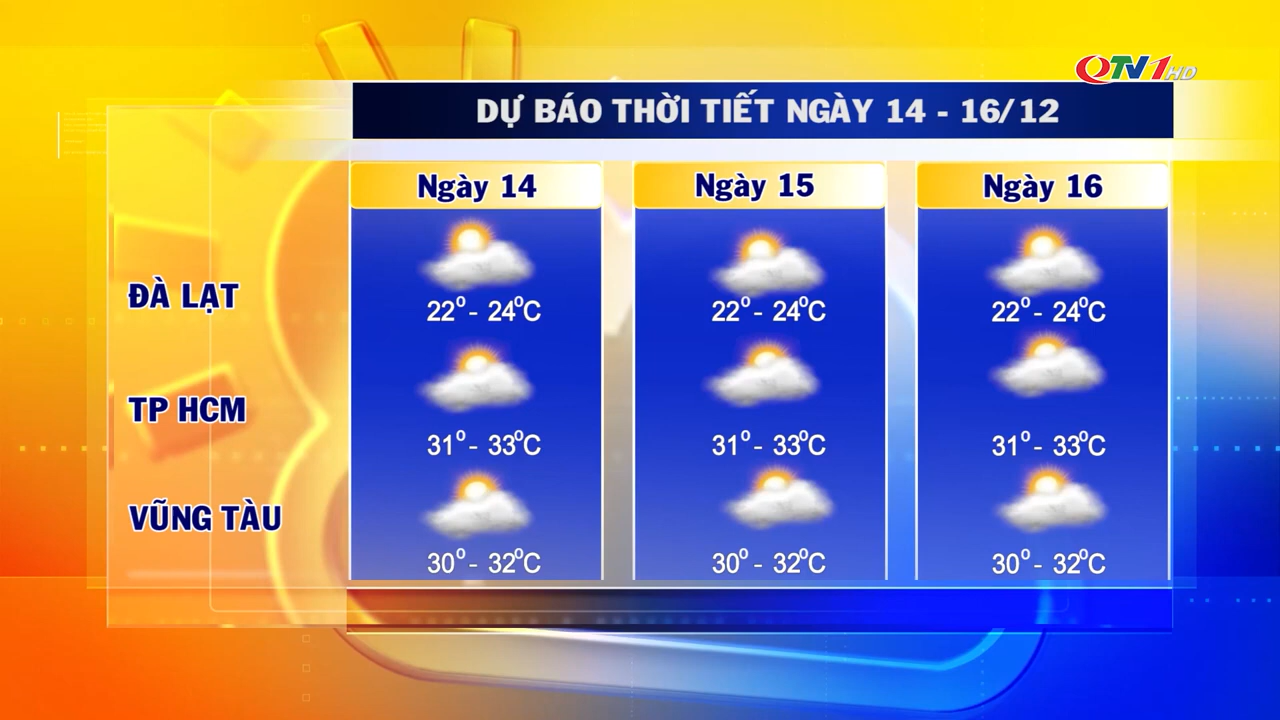 QTV1HD
DỰ BÁO THỜI TIẾT NGÀY 14 - 16/12
Ngày 14 Ngày 15 Ngày 16
ĐÀ LẠT 22° - 24°C 22° - 24°C 22° - 24°C
TP HCM 31° - 33°C 31° - 33°C 31° - 33°C
VŨNG TÀU 30° - 32°C 30° - 32°C 30° - 32°C